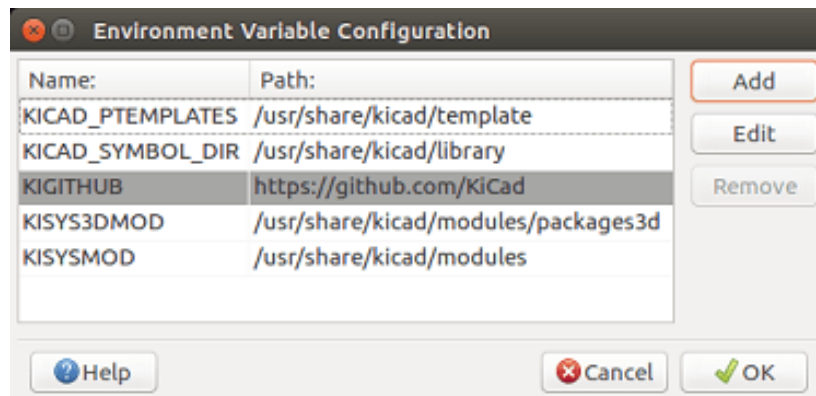 Environment Variable Configuration
Name: Path: Add
KICAD_PTEMPLATES /usr/share/kicad/template
KICAD_SYMBOL_DIR /usr/share/kicad/library Edit
KIGITHUB https://github.com/KiCad Remove
KISYS3DMOD /usr/share/kicad/modules/packages3d
KISYSMOD /usr/share/kicad/modules
Help Cancel OK